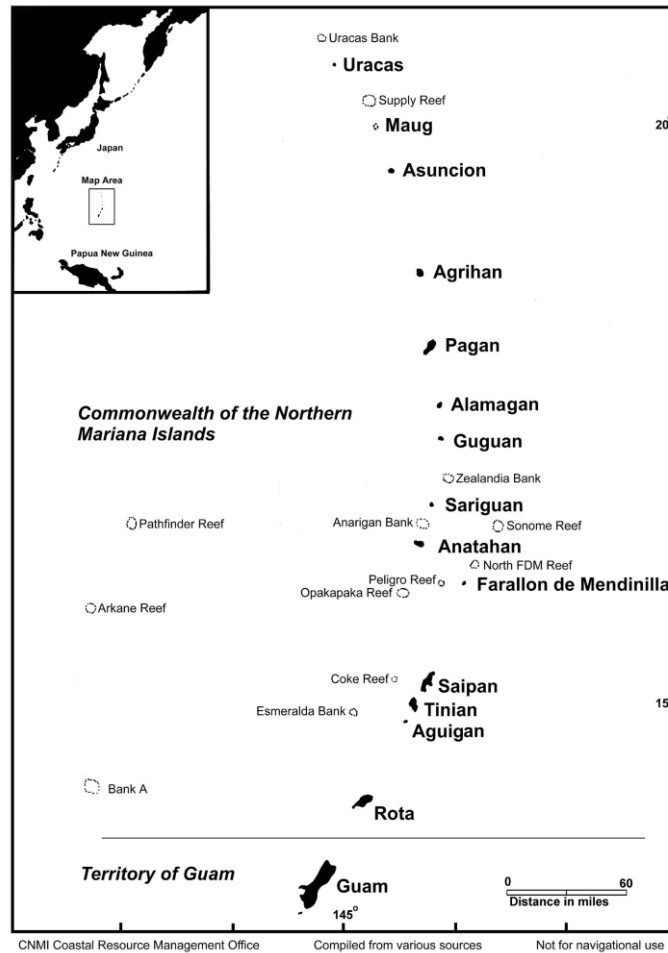 Uracas Bank
Uracas
Supply Reef
Maug
20
Japan
Asuncion
Map Area
Papua New Guinea
Agrihan
Pagan
Alamagan
Commonwealth of the Northern
Mariana Islands
Guguan
Zealandia Bank
Sariguan
Pathfinder Reef
Anarigan Bank
Sonome Reef
Anatahan
North FDM Reef
Peligro Reef
Farallon de Mendinilla
Opakapaka Reef
Arkane Reef
Coke Reef
Saipan
15
Tinian
Esmeralda Bank
Aguigan
Bank A
Rota
Territory of Guam
Guam
0 60
Distance in miles
145°
CNMI Coastal Resource Management Office Compiled from various sources Not for navigational use